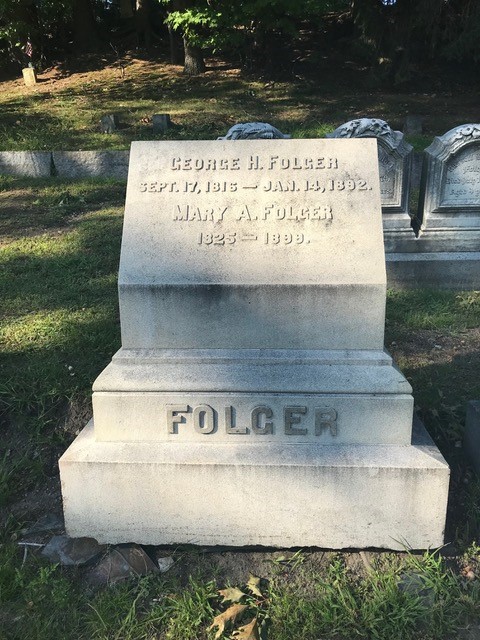 GEORGE H. FOLGER
SEPT. 17, 1816 — JAN. 14, 1892.
MARY A. FOLGER
1825 — 1899.
FOLGER